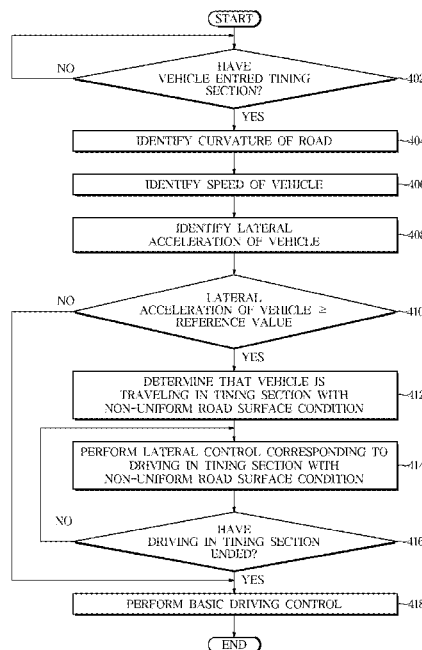 START
HAVE
VEHICLE ENTRED TINING
SECTION?
NO
402
YES
IDENTIFY CURVATURE OF ROAD
404
IDENTIFY SPEED OF VEHICLE
406
IDENTIFY LATERAL
ACCELERATION OF VEHICLE
408
NO
LATERAL
ACCELERATION OF VEHICLE ≥
REFERENCE VALUE
410
YES
DETERMINE THAT VEHICLE IS
TRAVELING IN TINING SECTION WITH
NON-UNIFORM ROAD SURFACE CONDITION
412
PERFORM LATERAL CONTROL CORRESPONDING TO
DRIVING IN TINING SECTION WITH
NON-UNIFORM ROAD SURFACE CONDITION
414
NO
HAVE
DRIVING IN TINING SECTION
ENDED?
416
YES
PERFORM BASIC DRIVING CONTROL
418
END